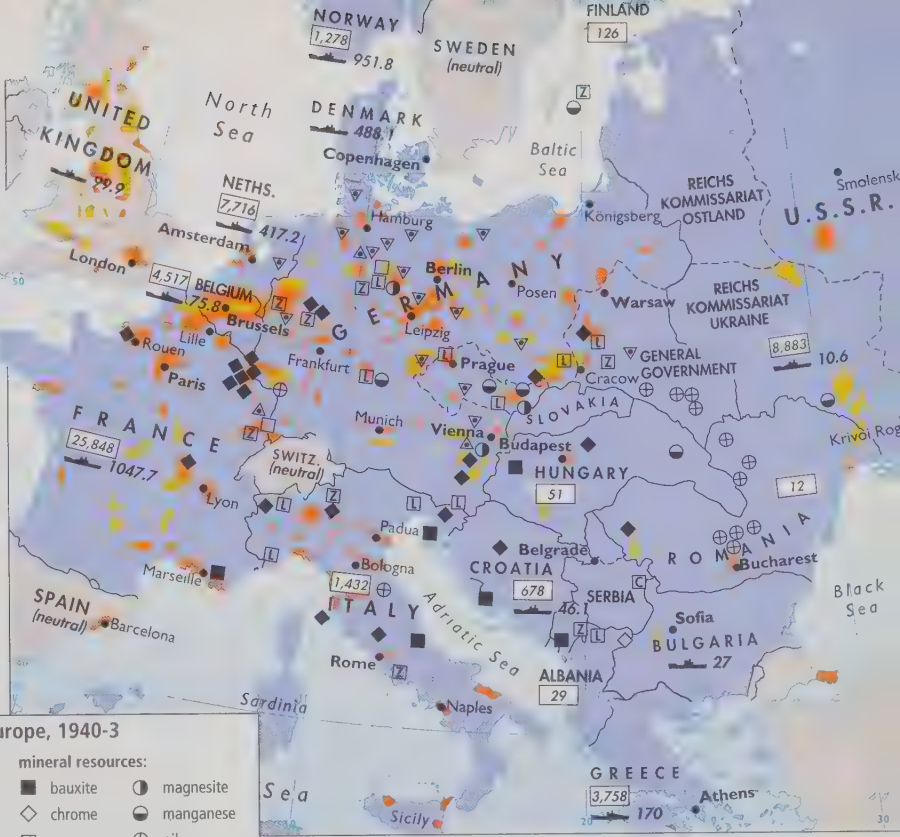 NORWAY
1,278
951.8
SWEDEN
(neutral)
FINLAND
126
Z
UNITED
KINGDOM
99.9
North
Sea
DENMARK
488.1
Copenhagen
Baltic
Sea
NETHS.
7,716
417.2
Amsterdam
London
Hamburg
Königsberg
REICHS
KOMMISSARIAT
OSTLAND
Smolensk
U.S.S.R.
50
4,517
BELGIUM
75.8
Brussels
Z
Z
Z
L
GERMANY
Berlin
Posen
Leipzig
Warsaw
REICHS
KOMMISSARIAT
UKRAINE
Lille
Rouen
Paris
Frankfurt
L
L
Prague
L
L
Z
Cracow
GENERAL
GOVERNMENT
8,883
10.6
L
SLOVAKIA
Krivoi Rog
FRANCE
25,848
1047.7
Z
Munich
Vienna
Budapest
HUNGARY
51
12
SWITZ.
(neutral)
Lyon
L
Z
L
L
Padua
L
Marseille
Bologna
1,432
ITALY
Belgrade
CROATIA
678
46.1
SERBIA
C
Z
L
ROMANIA
Bucharest
Black
Sea
SPAIN
(neutral)
Barcelona
Adriatic Sea
Rome
Z
Sofia
BULGARIA
27
ALBANIA
29
Sardinia
Naples
urope, 1940-3
mineral resources:
bauxite
magnesite
chrome
manganese
Sea
Sicily
GREECE
3,758
170
Athens
20
30